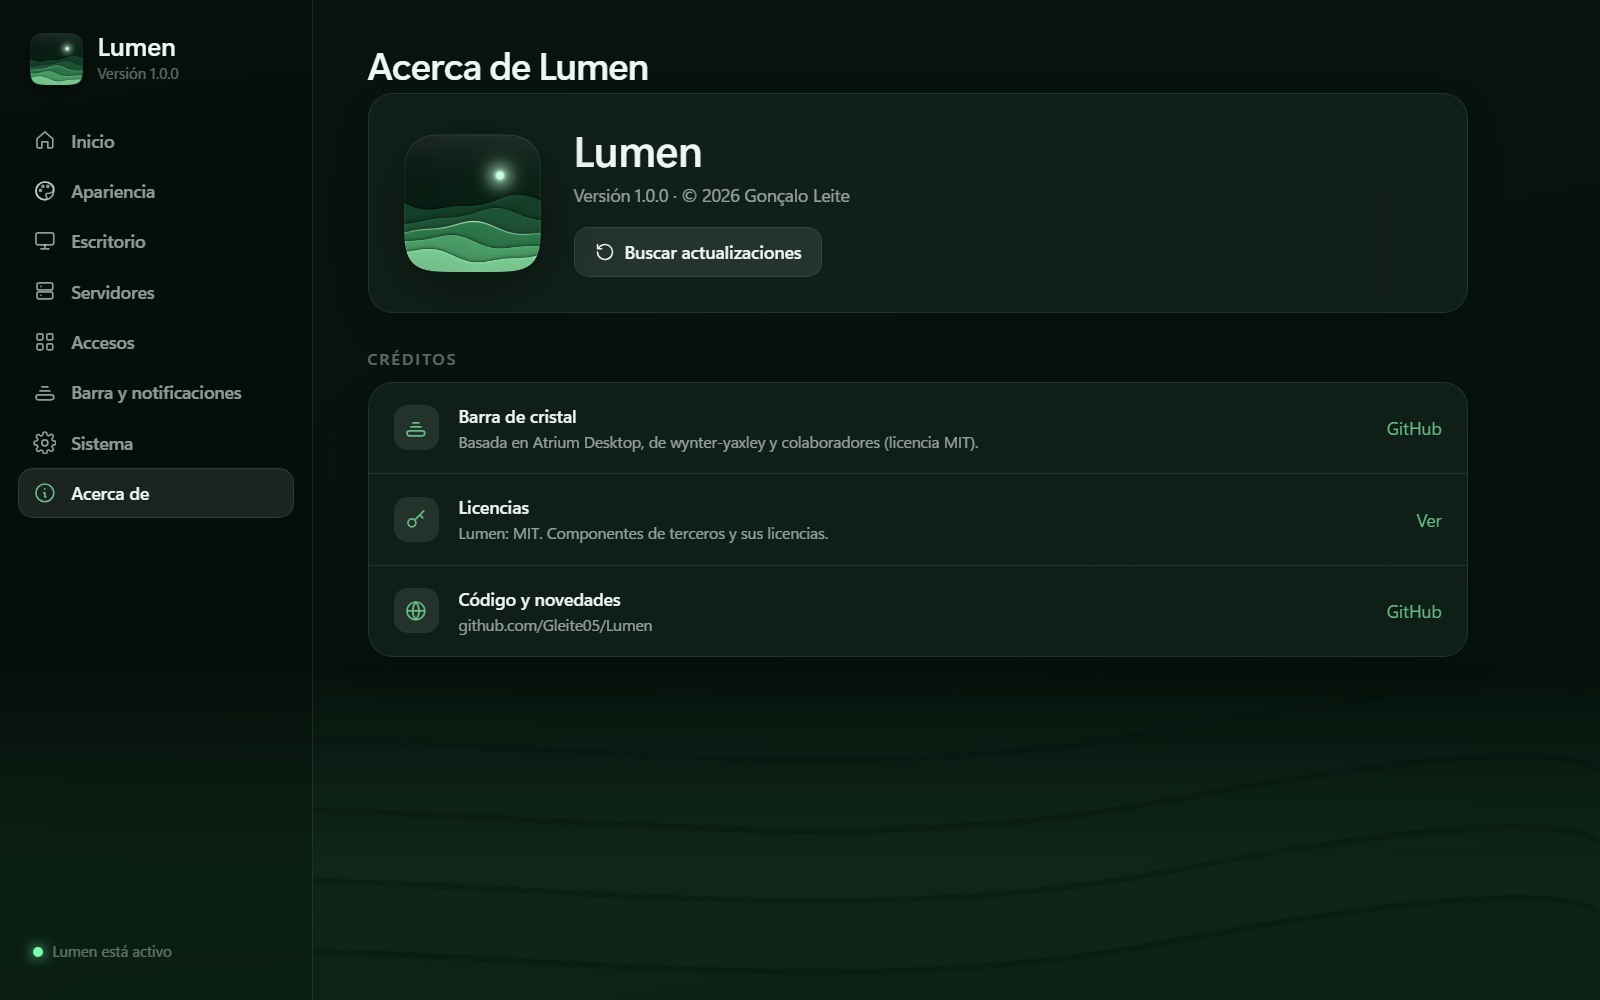 Lumen
Versión 1.0.0
Inicio
Apariencia
Escritorio
Servidores
Accesos
Barra y notificaciones
Sistema
Acerca de
Lumen está activo
Acerca de Lumen
Lumen
Versión 1.0.0 · © 2026 Gonçalo Leite
Buscar actualizaciones
CRÉDITOS
Barra de cristal
Basada en Atrium Desktop, de wynter-yaxley y colaboradores (licencia MIT).
GitHub
Licencias
Lumen: MIT. Componentes de terceros y sus licencias.
Ver
Código y novedades
github.com/Gleite05/Lumen
GitHub